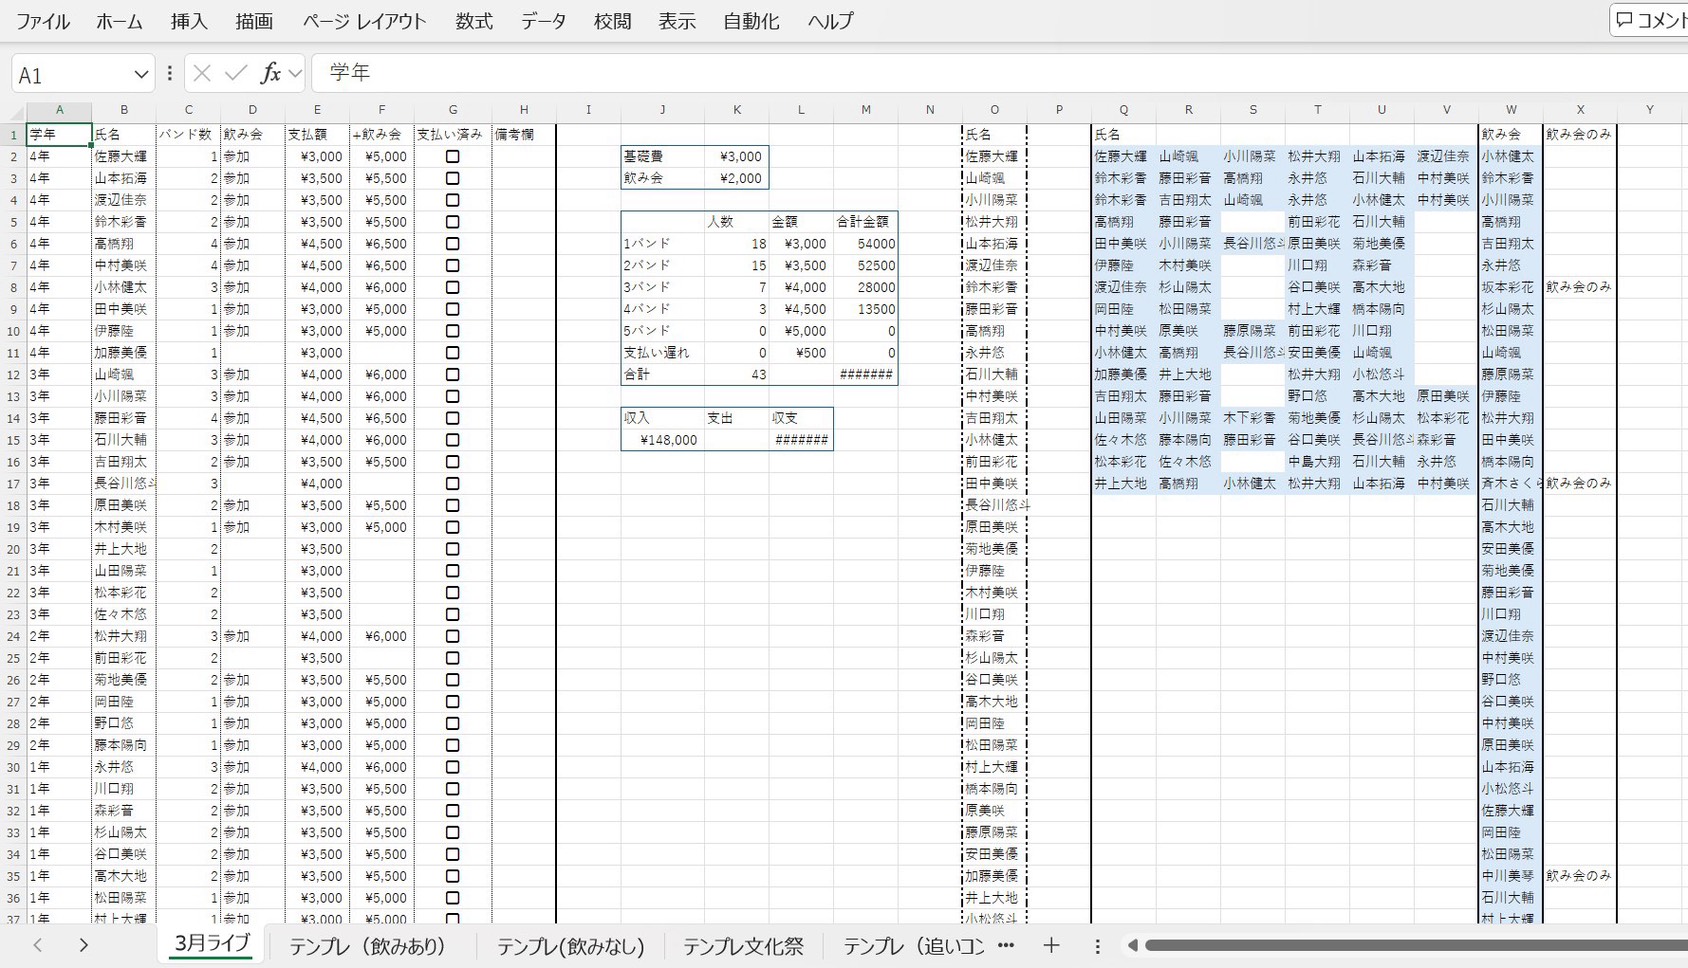 ファイル ホーム 挿入 描画 ページ レイアウト 数式 データ 校閲 表示 自動化 ヘルプ コメント
A1 fx 学年
A B C D E F G H I J K L M N O P Q R S T U V W X Y
1 学年 氏名 バンド数 飲み会 支払額 +飲み会 支払い済み 備考欄 氏名 氏名 飲み会 飲み会のみ
2 4年 佐藤大輝 1 参加 ¥3,000 ¥5,000 基礎費 ¥3,000 佐藤大輝 佐藤大輝 山崎颯 小川陽菜 松井大翔 山本拓海 渡辺佳奈 小林健太
3 4年 山本拓海 2 参加 ¥3,500 ¥5,500 飲み会 ¥2,000 山崎颯 鈴木彩香 藤田彩音 高橋翔 永井悠 石川大輔 中村美咲 鈴木彩香
4 4年 渡辺佳奈 2 参加 ¥3,500 ¥5,500 小川陽菜 鈴木彩香 吉田翔太 山崎颯 永井悠 小林健太 中村美咲 小川陽菜
5 4年 鈴木彩香 2 参加 ¥3,500 ¥5,500 人数 金額 合計金額 松井大翔 高橋翔 藤田彩音 前田彩花 石川大輔 高橋翔
6 4年 高橋翔 4 参加 ¥4,500 ¥6,500 1バンド 18 ¥3,000 54000 山本拓海 田中美咲 小川陽菜 長谷川悠斗 原田美咲 菊地美優 吉田翔太
7 4年 中村美咲 4 参加 ¥4,500 ¥6,500 2バンド 15 ¥3,500 52500 渡辺佳奈 伊藤陸 木村美咲 川口翔 森彩音 永井悠
8 4年 小林健太 3 参加 ¥4,000 ¥6,000 3バンド 7 ¥4,000 28000 鈴木彩香 渡辺佳奈 杉山陽太 谷口美咲 高木大地 坂本彩花 飲み会のみ
9 4年 田中美咲 1 参加 ¥3,000 ¥5,000 4バンド 3 ¥4,500 13500 藤田彩音 岡田陸 松田陽菜 村上大輝 橋本陽向 杉山陽太
10 4年 伊藤陸 1 参加 ¥3,000 ¥5,000 5バンド 0 ¥5,000 0 高橋翔 中村美咲 原美咲 藤原陽菜 前田彩花 川口翔 松田陽菜
11 4年 加藤美優 1 ¥3,000 支払い遅れ 0 ¥500 0 永井悠 小林健太 高橋翔 長谷川悠斗 安田美優 山崎颯 山崎颯
12 3年 山崎颯 3 参加 ¥4,000 ¥6,000 合計 43 ####### 石川大輔 加藤美優 井上大地 松井大翔 小松悠斗 藤原陽菜
13 3年 小川陽菜 3 参加 ¥4,000 ¥6,000 中村美咲 吉田翔太 藤田彩音 野口悠 高木大地 原田美咲 伊藤陸
14 3年 藤田彩音 4 参加 ¥4,500 ¥6,500 収入 支出 収支 吉田翔太 山田陽菜 小川陽菜 木下彩香 菊地美優 杉山陽太 松本彩花 松井大翔
15 3年 石川大輔 3 参加 ¥4,000 ¥6,000 ¥148,000 ####### 小林健太 佐々木悠 藤本陽向 藤田彩音 谷口美咲 長谷川悠斗 森彩音 田中美咲
16 3年 吉田翔太 2 参加 ¥3,500 ¥5,500 前田彩花 松本彩花 佐々木悠 中島大翔 石川大輔 永井悠 橋本陽向
17 3年 長谷川悠斗 3 ¥4,000 田中美咲 井上大地 高橋翔 小林健太 松井大翔 山本拓海 中村美咲 斉木さくら 飲み会のみ
18 3年 原田美咲 2 参加 ¥3,500 ¥5,500 長谷川悠斗 石川大輔
19 3年 木村美咲 1 参加 ¥3,000 ¥5,000 原田美咲 高木大地
20 3年 井上大地 2 ¥3,500 菊地美優 安田美優
21 3年 山田陽菜 1 ¥3,000 伊藤陸 菊地美優
22 3年 松本彩花 2 ¥3,500 木村美咲 藤田彩音
23 3年 佐々木悠 2 ¥3,500 川口翔 川口翔
24 2年 松井大翔 3 参加 ¥4,000 ¥6,000 森彩音 渡辺佳奈
25 2年 前田彩花 2 ¥3,500 杉山陽太 中村美咲
26 2年 菊地美優 2 参加 ¥3,500 ¥5,500 谷口美咲 野口悠
27 2年 岡田陸 1 参加 ¥3,000 ¥5,000 高木大地 谷口美咲
28 2年 野口悠 1 参加 ¥3,000 ¥5,000 岡田陸 中村美咲
29 2年 藤本陽向 1 参加 ¥3,000 ¥5,000 松田陽菜 原田美咲
30 1年 永井悠 3 参加 ¥4,000 ¥6,000 村上大輝 山本拓海
31 1年 川口翔 2 参加 ¥3,500 ¥5,500 橋本陽向 小松悠斗
32 1年 森彩音 2 参加 ¥3,500 ¥5,500 原美咲 佐藤大輝
33 1年 杉山陽太 2 参加 ¥3,500 ¥5,500 藤原陽菜 岡田陸
34 1年 谷口美咲 2 参加 ¥3,500 ¥5,500 安田美優 松田陽菜
35 1年 高木大地 2 参加 ¥3,500 ¥5,500 加藤美優 中川美琴 飲み会のみ
36 1年 松田陽菜 1 参加 ¥3,000 ¥5,000 井上大地 石川大輔
37 1年 村上大輝 1 参加 ¥3,000 ¥5,000 小松悠斗 村上大輝
3月ライブ テンプレ（飲みあり） テンプレ(飲みなし) テンプレ文化祭 テンプレ（追いコン ••• +